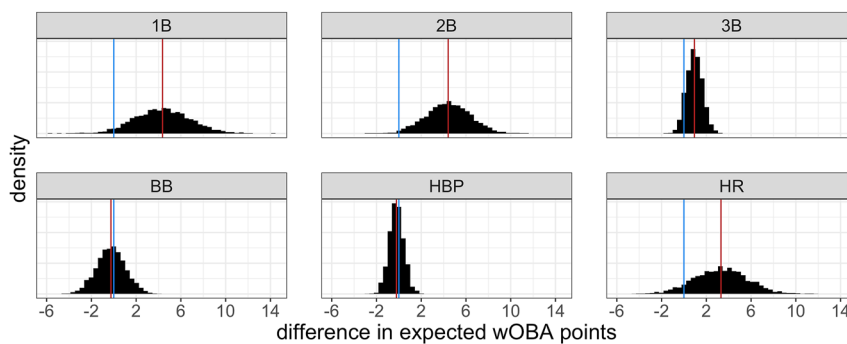 1B 2B 3B
density
BB HBP HR
-6 -2 2 6 10 14 -6 -2 2 6 10 14 -6 -2 2 6 10 14
difference in expected wOBA points